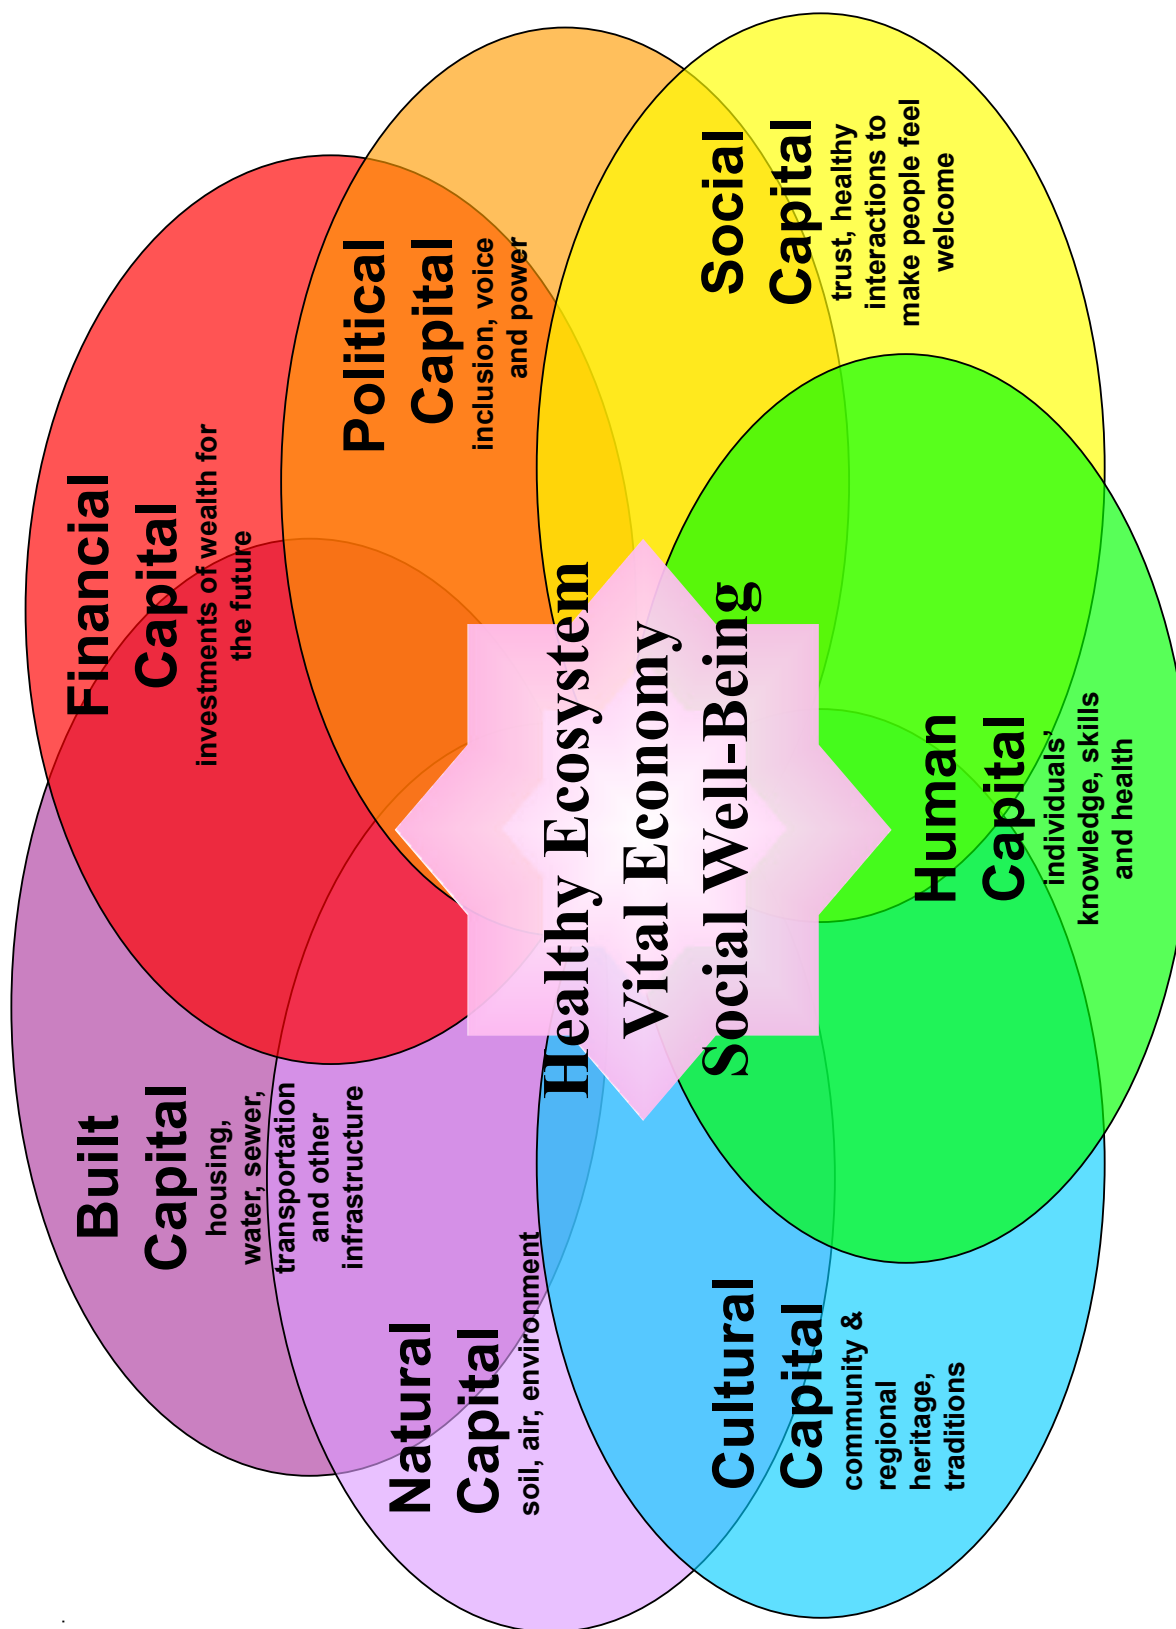 Financial
Capital
investments of wealth for
the future
Political
Capital
inclusion, voice
and power
Social
Capital
trust, healthy
interactions to
make people feel
welcome
Human
Capital
individuals’
knowledge, skills
and health
Cultural
Capital
community &
regional
heritage,
traditions
Natural
Capital
soil, air, environment
Built
Capital
housing,
water, sewer,
transportation
and other
infrastructure
Healthy Ecosystem
Vital Economy
Social Well-Being